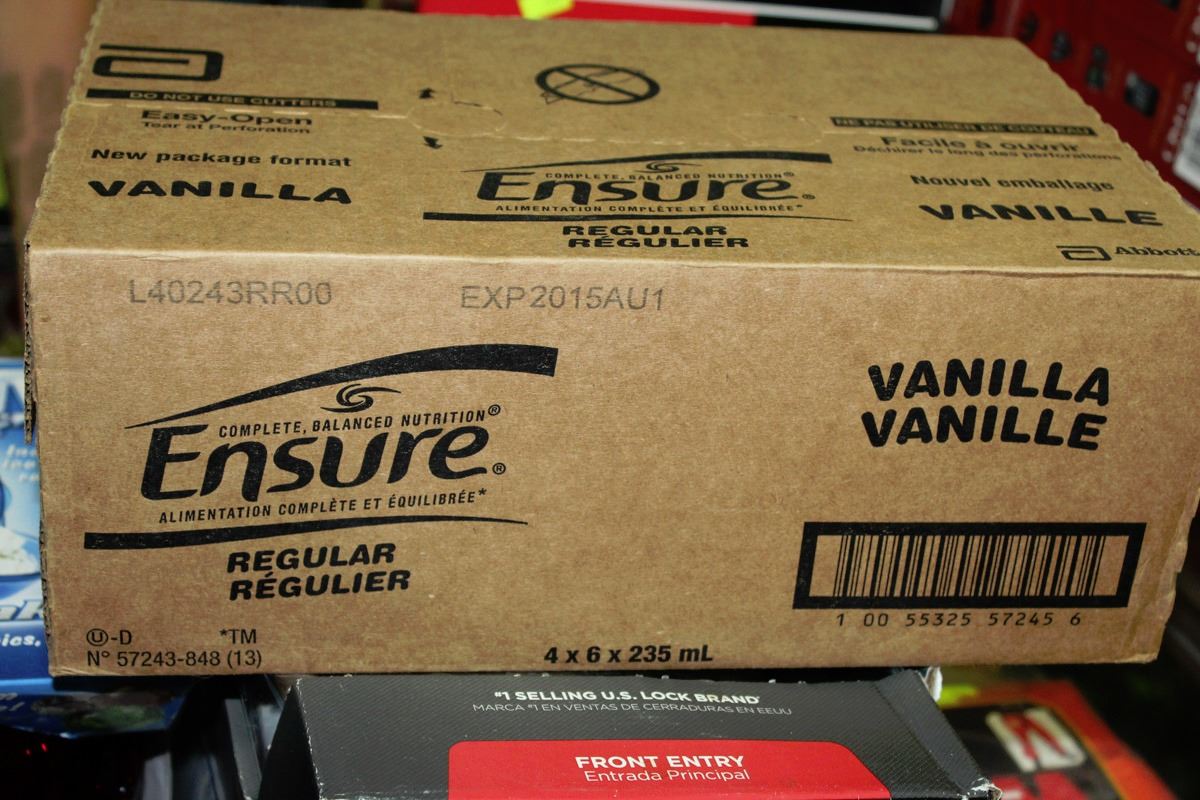 DO NOT USE CUTTERS
Easy-Open
Tear at Perforation
New package format
VANILLA
COMPLETE, BALANCED NUTRITION®
Ensure®
ALIMENTATION COMPLÈTE ET ÉQUILIBRÉE*
REGULAR
RÉGULIER
NE PAS UTILISER DE COUTEAU
Facile à ouvrir
Déchirer le long des perforations
Nouvel emballage
VANILLE
Abbott
L40243RR00 EXP2015AU1
COMPLETE, BALANCED NUTRITION®
Ensure®
ALIMENTATION COMPLÈTE ET ÉQUILIBRÉE*
REGULAR
RÉGULIER
VANILLA
VANILLE
1 00 55325 57245 6
Ⓤ-D *TM
N° 57243-848 (13)
4 x 6 x 235 mL
#1 SELLING U.S. LOCK BRAND
MARCA #1 EN VENTAS DE CERRADURAS EN EEUU
FRONT ENTRY
Entrada Principal